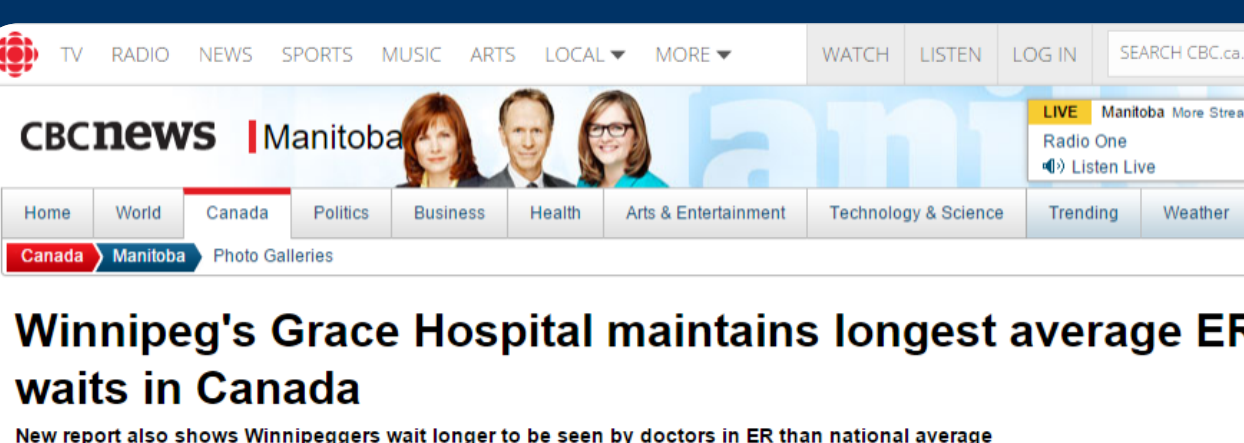 TV RADIO NEWS SPORTS MUSIC ARTS LOCAL MORE WATCH LISTEN LOG IN SEARCH CBC.ca.
CBCnews Manitoba
LIVE Manitoba More Strea
Radio One
Listen Live
Home World Canada Politics Business Health Arts & Entertainment Technology & Science Trending Weather
Canada Manitoba Photo Galleries
Winnipeg's Grace Hospital maintains longest average ER
waits in Canada
New report also shows Winnipeggers wait longer to be seen by doctors in ER than national average